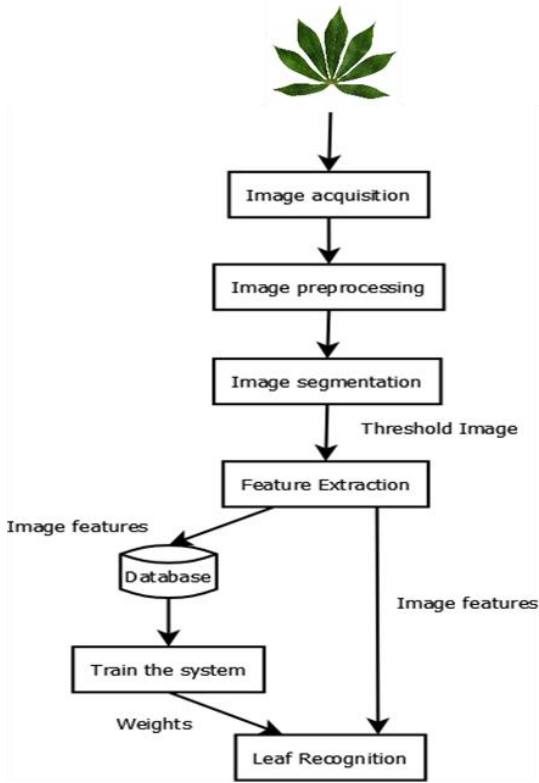 Image acquisition
Image preprocessing
Image segmentation
Threshold Image
Feature Extraction
Image features
Database
Image features
Train the system
Weights
Leaf Recognition